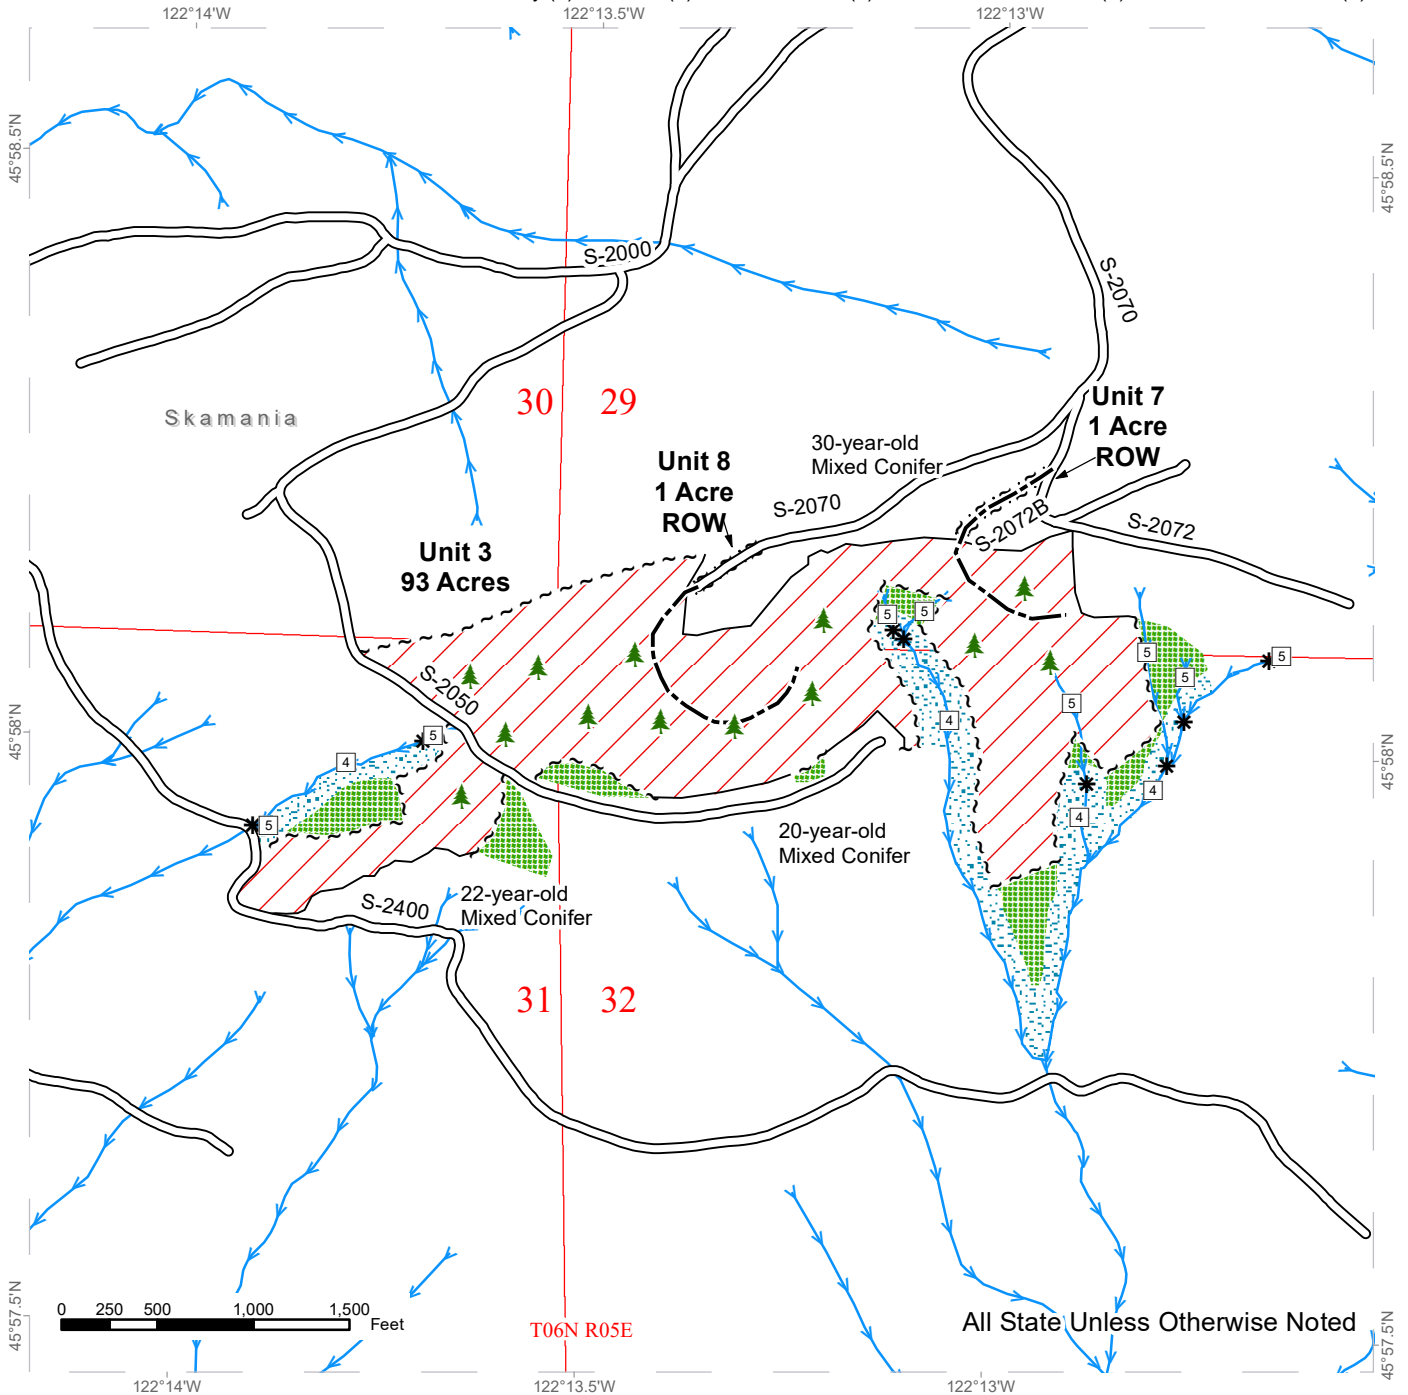 122°14'W
122°13.5'W
122°13'W
45°58.5'N
45°58.5'N
S-2000
S-2070
Skamania
30
29
Unit 7
1 Acre
ROW
30-year-old
Mixed Conifer
Unit 8
1 Acre
ROW
S-2070
S-2072B
S-2072
Unit 3
93 Acres
5
5
5
5
5
S-2050
5
4
5
4
45°58'N
45°58'N
4
4
5
20-year-old
Mixed Conifer
22-year-old
Mixed Conifer
S-2400
31
32
45°57.5'N
45°57.5'N
0
250
500
1,000
1,500
Feet
T06N R05E
All State Unless Otherwise Noted
122°14'W
122°13.5'W
122°13'W